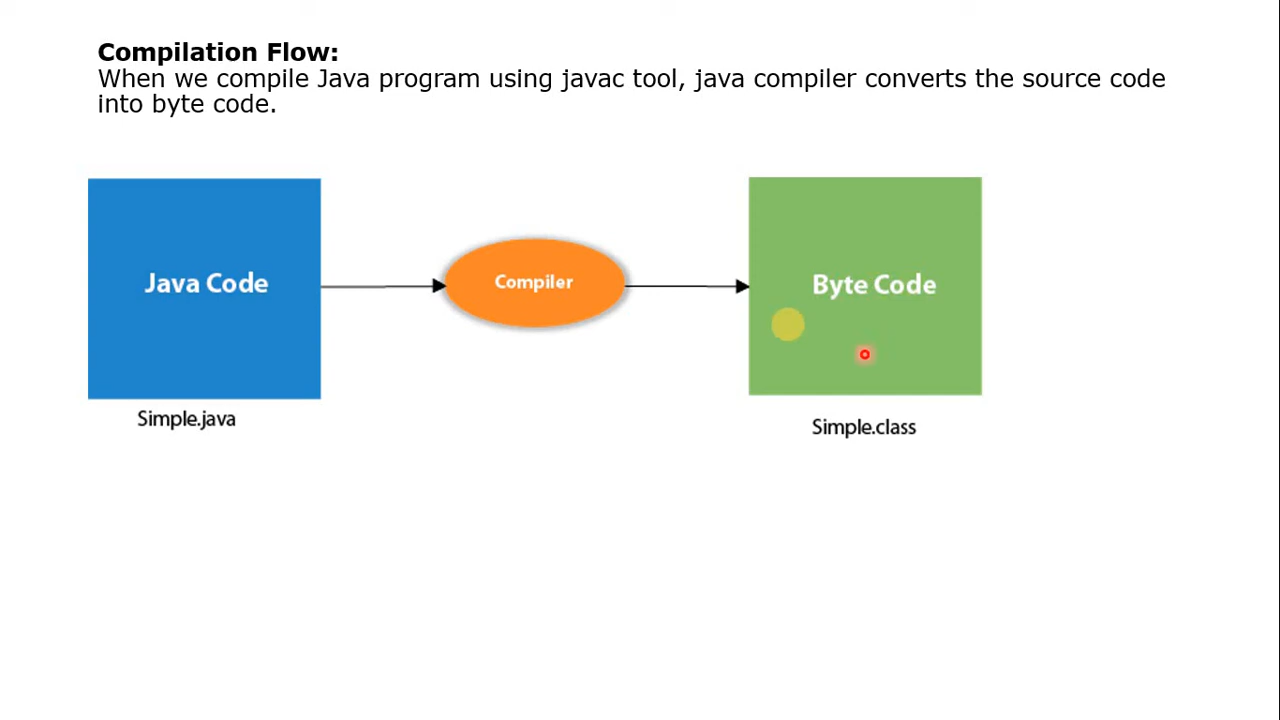 Compilation Flow:
When we compile Java program using javac tool, java compiler converts the source code
into byte code.
Java Code
Compiler
Byte Code
Simple.java
Simple.class